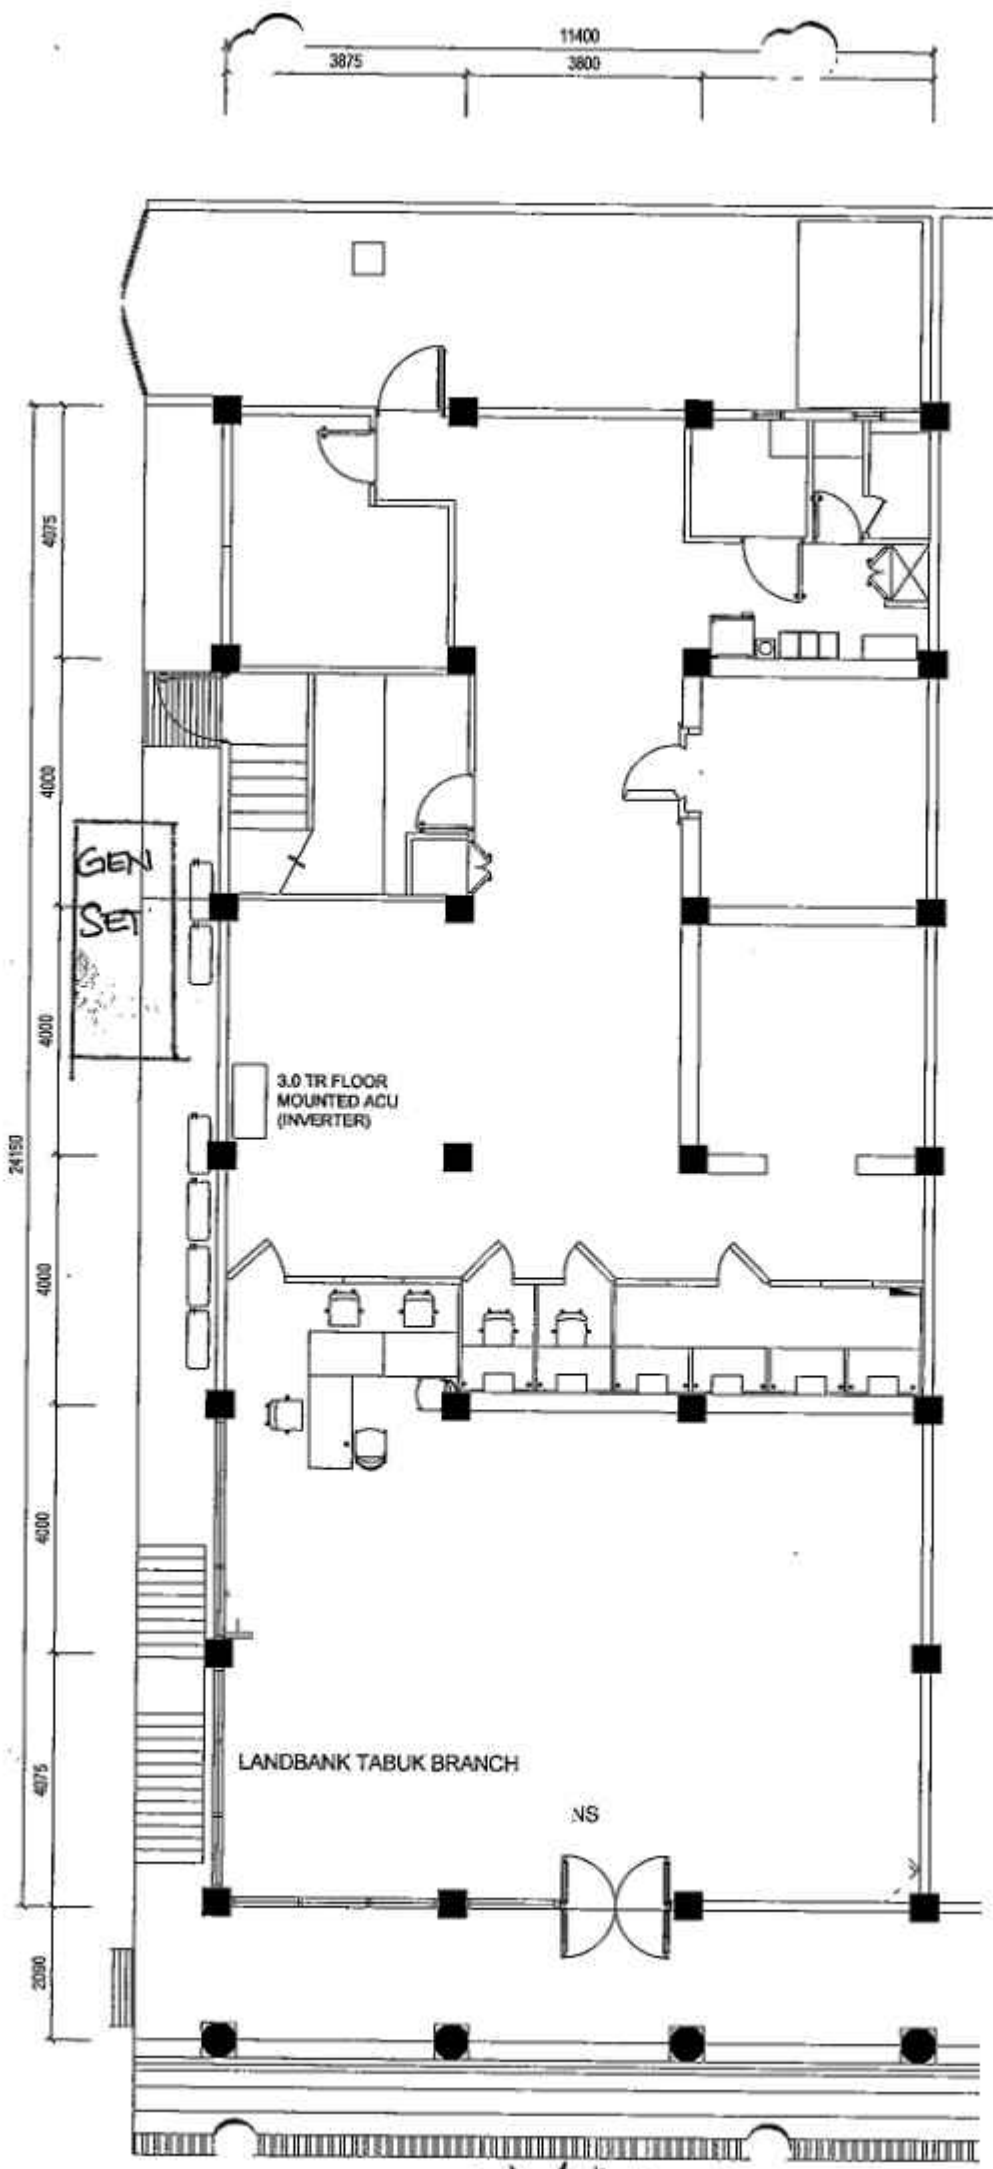 11400
3875
3800
4075
4000
GEN
SET
4000
3.0 TR FLOOR
MOUNTED ACU
(INVERTER)
24150
4000
4000
LANDBANK TABUK BRANCH
4075
NS
2090